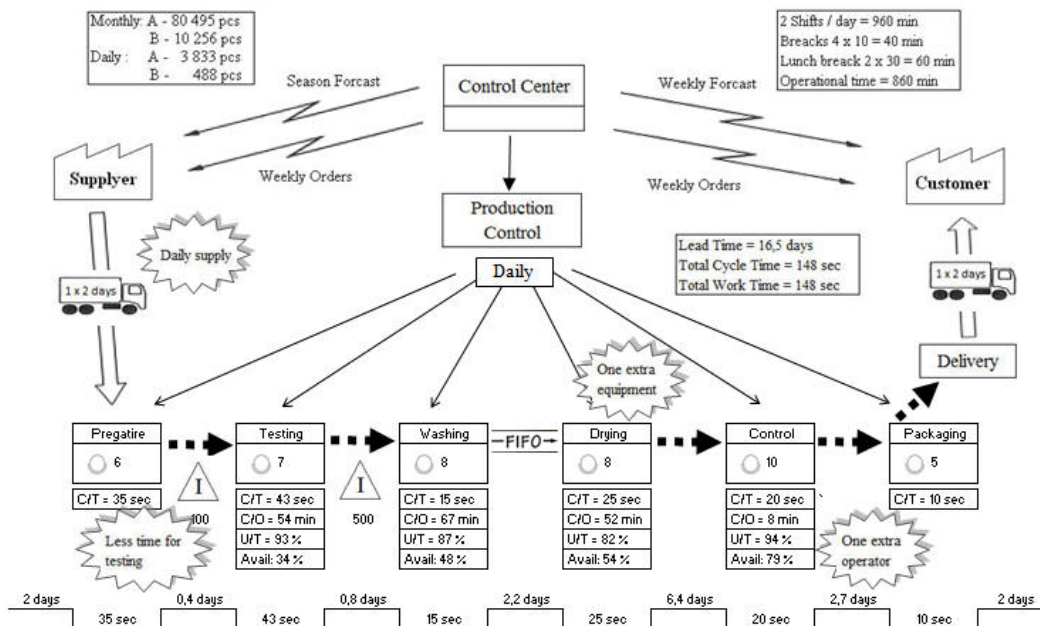 Monthly: A - 80 495 pcs
B - 10 256 pcs
Daily : A - 3 833 pcs
B - 488 pcs
2 Shifts / day = 960 min
Breacks 4 x 10 = 40 min
Lunch breack 2 x 30 = 60 min
Operational time = 860 min
Season Forcast
Control Center
Weekly Forcast
Supplyer
Weekly Orders
Weekly Orders
Customer
Production
Control
Daily supply
Daily
Lead Time = 16,5 days
Total Cycle Time = 148 sec
Total Work Time = 148 sec
1 x 2 days
1 x 2 days
One extra
equipment
Delivery
Pregatire
6
C/T = 35 sec
Testing
7
C/T = 43 sec
C/O = 54 min
U/T = 93 %
Avail: 34 %
Washing
8
C/T = 15 sec
C/O = 67 min
U/T = 87 %
Avail: 48 %
FIFO
Drying
8
C/T = 25 sec
C/O = 52 min
U/T = 82 %
Avail: 54 %
Control
10
C/T = 20 sec
C/O = 8 min
U/T = 94 %
Avail: 79 %
Packaging
5
C/T = 10 sec
I
I
500
Less time for
testing
One extra
operator
2 days
0,4 days
0,8 days
2,2 days
6,4 days
2,7 days
2 days
35 sec
43 sec
15 sec
25 sec
20 sec
10 sec